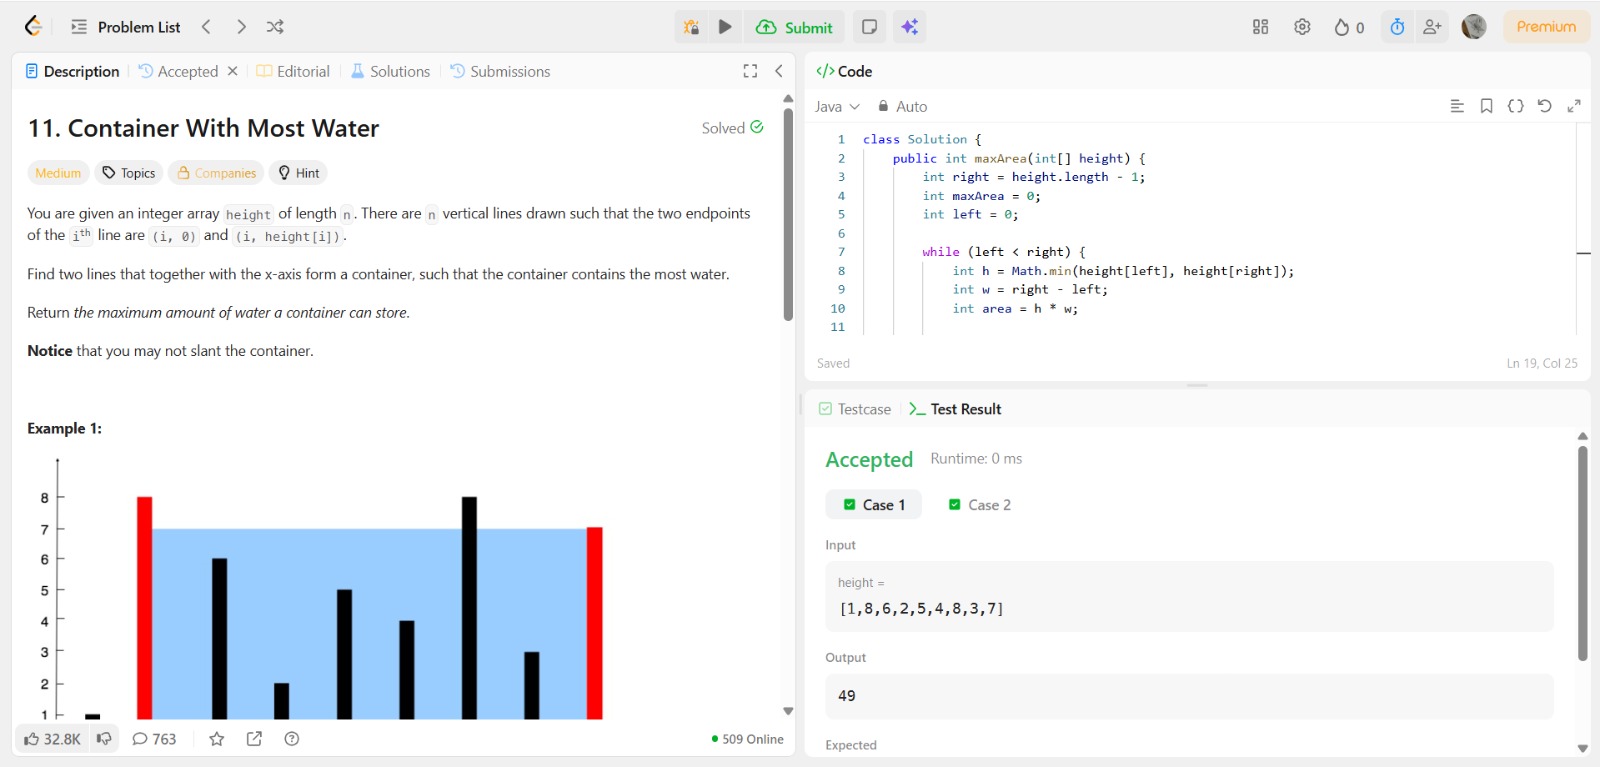 Problem List
Submit
0
Premium
Description
Accepted
Editorial
Solutions
Submissions
11. Container With Most Water
Solved
Medium
Topics
Companies
Hint
You are given an integer array height of length n. There are n vertical lines drawn such that the two endpoints
of the ith line are (i, 0) and (i, height[i]).
Find two lines that together with the x-axis form a container, such that the container contains the most water.
Return the maximum amount of water a container can store.
Notice that you may not slant the container.
Example 1:
8
7
6
5
4
3
2
1
32.8K
763
509 Online
</>Code
Java
Auto
1 class Solution {
2 public int maxArea(int[] height) {
3 int right = height.length - 1;
4 int maxArea = 0;
5 int left = 0;
6
7 while (left < right) {
8 int h = Math.min(height[left], height[right]);
9 int w = right - left;
10 int area = h * w;
11
Saved
Ln 19, Col 25
Testcase
Test Result
Accepted
Runtime: 0 ms
Case 1
Case 2
Input
height =
[1,8,6,2,5,4,8,3,7]
Output
49
Expected